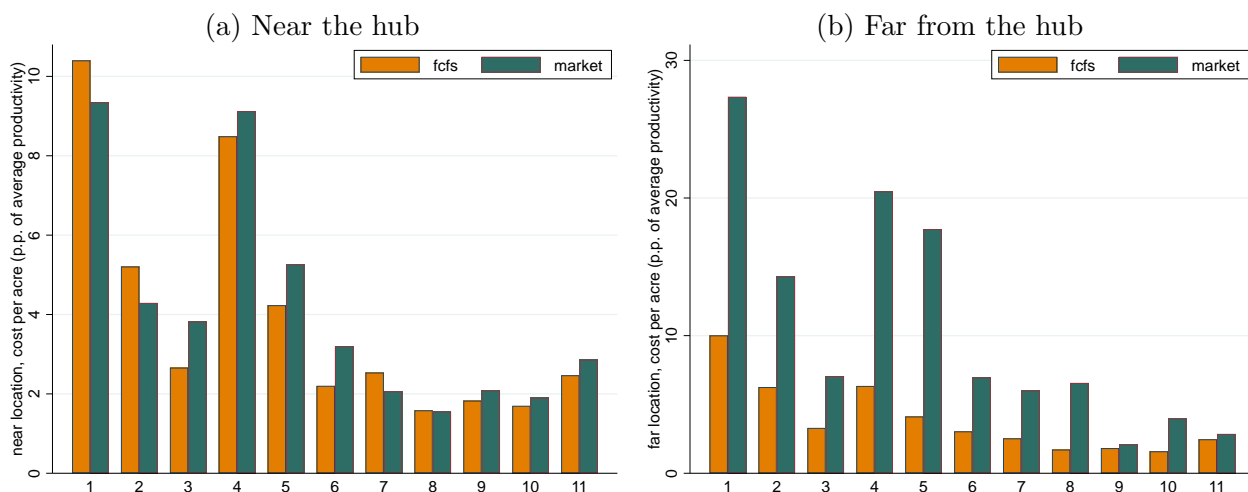 (a) Near the hub
near location, cost per acre (p.p. of average productivity)
0 2 4 6 8 10
fcfs market
1 2 3 4 5 6 7 8 9 10 11
(b) Far from the hub
far location, cost per acre (p.p. of average productivity)
0 10 20 30
fcfs market
1 2 3 4 5 6 7 8 9 10 11